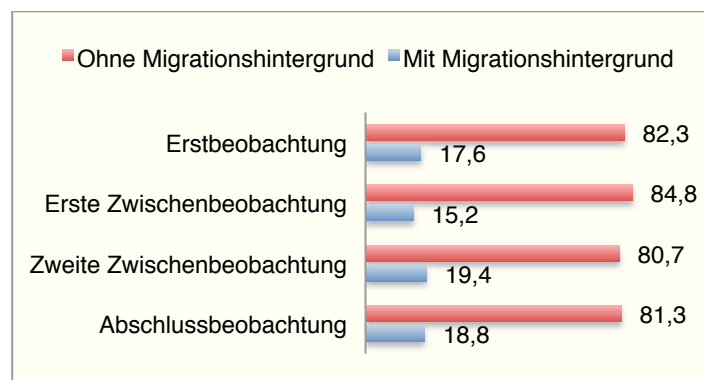 Ohne Migrationshintergrund Mit Migrationshintergrund
Erstbeobachtung 82,3
17,6
Erste Zwischenbeobachtung 84,8
15,2
Zweite Zwischenbeobachtung 80,7
19,4
Abschlussbeobachtung 81,3
18,8